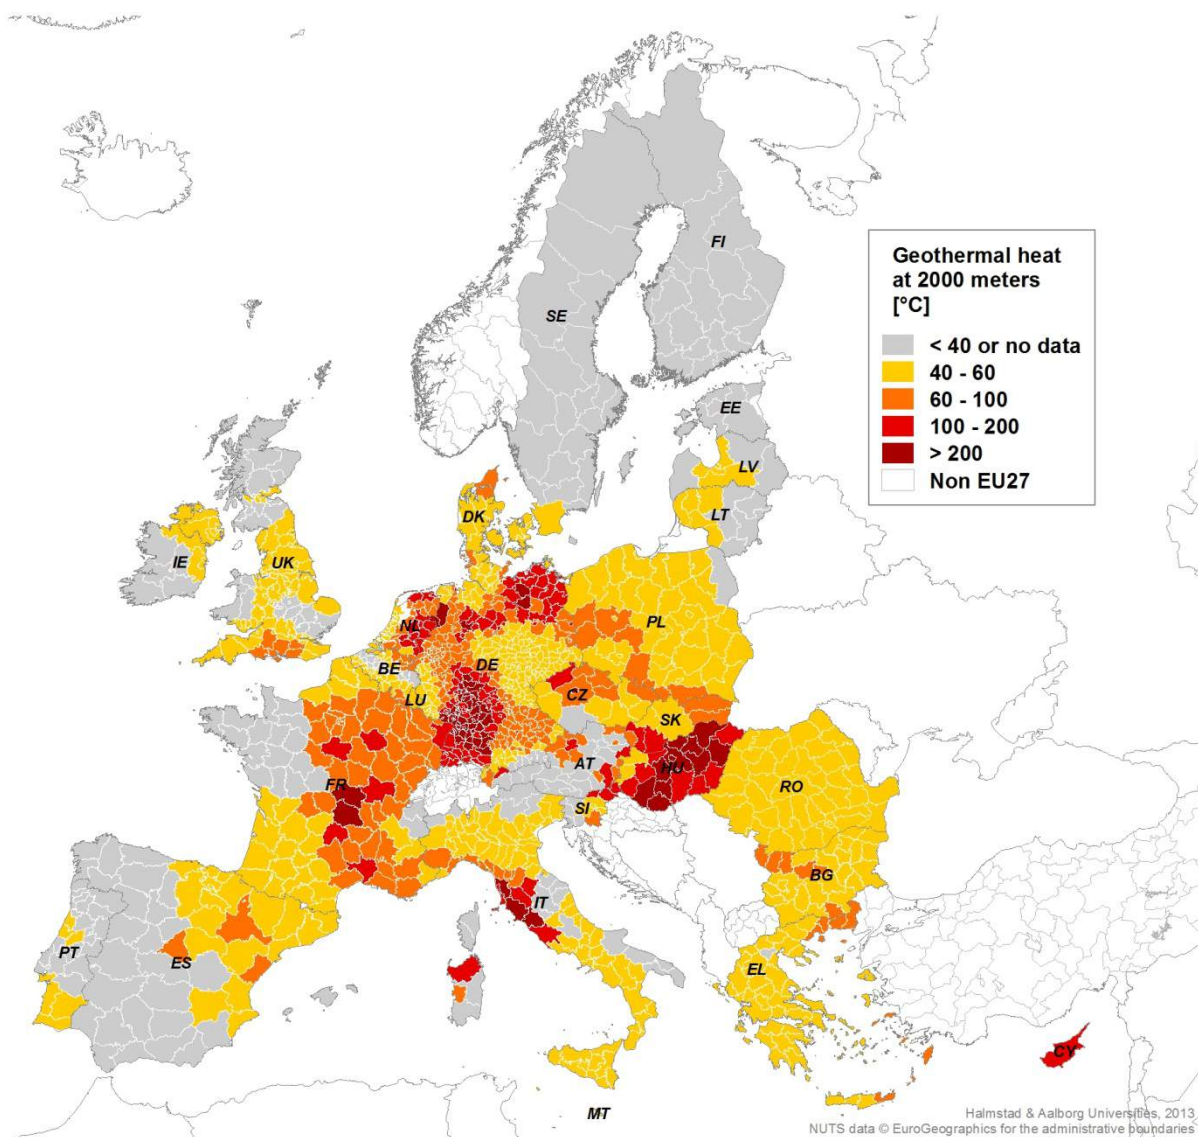 FI
SE
Geothermal heat
at 2000 meters
[°C]
< 40 or no data
40 - 60
60 - 100
100 - 200
> 200
Non EU27
EE
LV
LT
DK
IE
UK
NL
PL
BE
DE
LU
CZ
SK
AT
HU
FR
RO
SI
BG
IT
PT
ES
EL
CY
MT
Halmstad & Aalborg Universities, 2013
NUTS data © EuroGeographics for the administrative boundaries